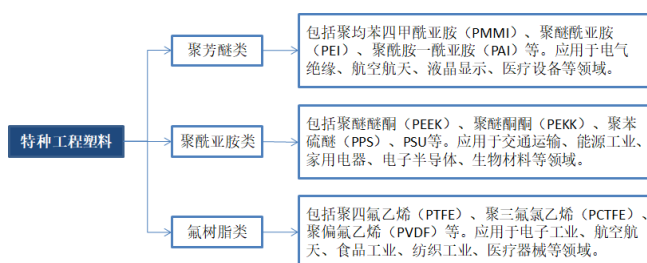 特种工程塑料
聚芳醚类
包括聚均苯四甲酰亚胺（PMMI）、聚醚酰亚胺
（PEI）、聚酰胺一酰亚胺（PAI）等。应用于电气
绝缘、航空航天、液晶显示、医疗设备等领域。
聚酰亚胺类
包括聚醚醚酮（PEEK）、聚醚酮酮（PEKK）、聚苯
硫醚（PPS）、PSU等。应用于交通运输、能源工业、
家用电器、电子半导体、生物材料等领域。
氟树脂类
包括聚四氟乙烯（PTFE）、聚三氟氯乙烯（PCTFE）、
聚偏氟乙烯（PVDF）等。应用于电子工业、航空航
天、食品工业、纺织工业、医疗器械等领域。